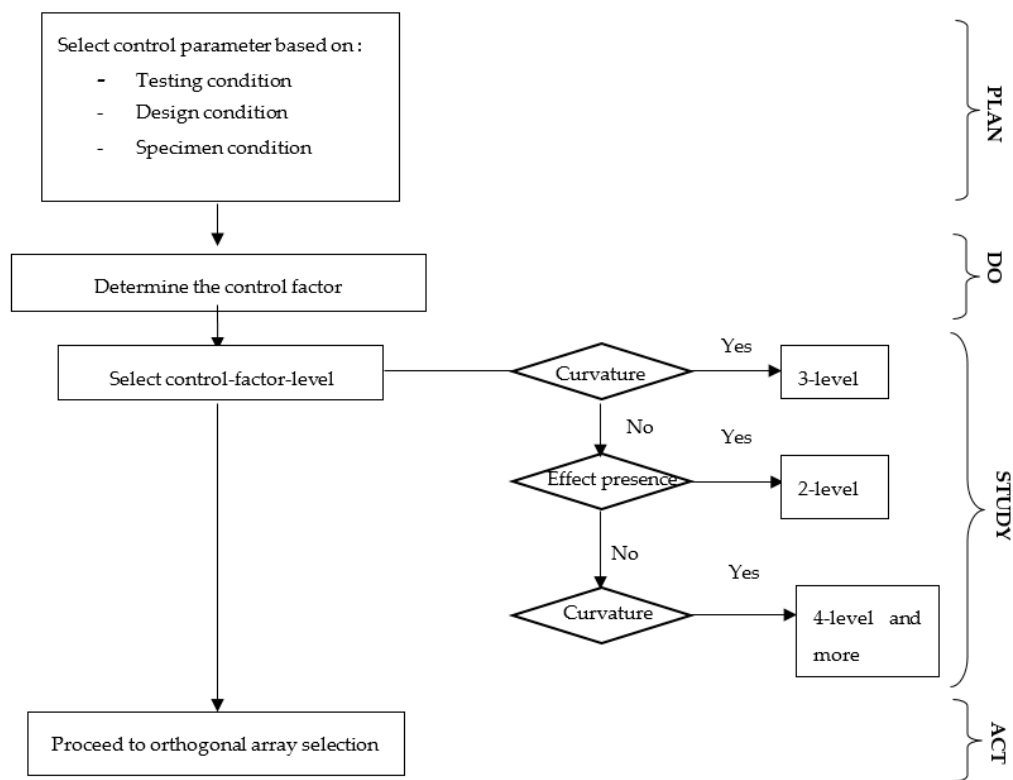 Select control parameter based on :
- Testing condition
- Design condition
- Specimen condition
PLAN
Determine the control factor
DO
Select control-factor-level
Curvature
Yes
3-level
No
Effect presence
Yes
2-level
No
Curvature
Yes
4-level and
more
STUDY
Proceed to orthogonal array selection
ACT